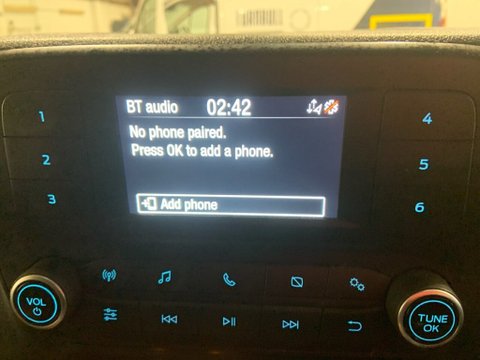 BT audio 02:42
No phone paired.
Press OK to add a phone.
Add phone
1
2
3
4
5
6
VOL
TUNE
OK